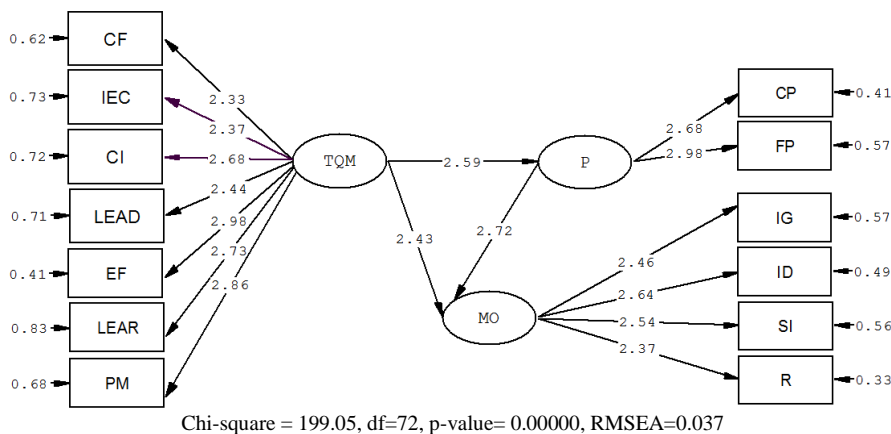 0.62
CF
0.73
IEC
0.72
CI
0.71
LEAD
0.41
EF
0.83
LEAR
0.68
PM
2.33
2.37
2.68
2.44
2.98
2.73
2.86
TQM
2.59
2.43
P
2.72
MO
2.68
2.98
2.46
2.64
2.54
2.37
CP
0.41
FP
0.57
IG
0.57
ID
0.49
SI
0.56
R
0.33
Chi-square = 199.05, df=72, p-value= 0.00000, RMSEA=0.037